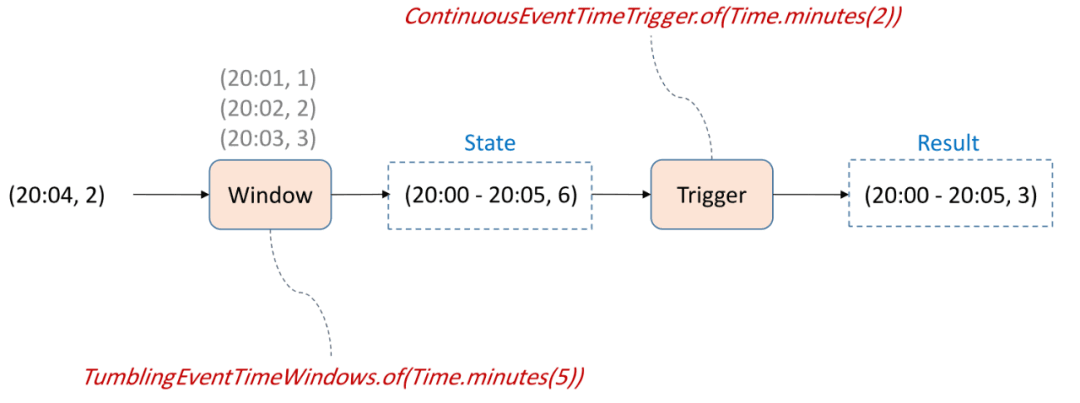 ContinuousEventTimeTrigger.of(Time.minutes(2))
(20:01, 1)
(20:02, 2)
(20:03, 3)
State
Result
(20:04, 2)
Window
(20:00 - 20:05, 6)
Trigger
(20:00 - 20:05, 3)
TumblingEventTimeWindows.of(Time.minutes(5))